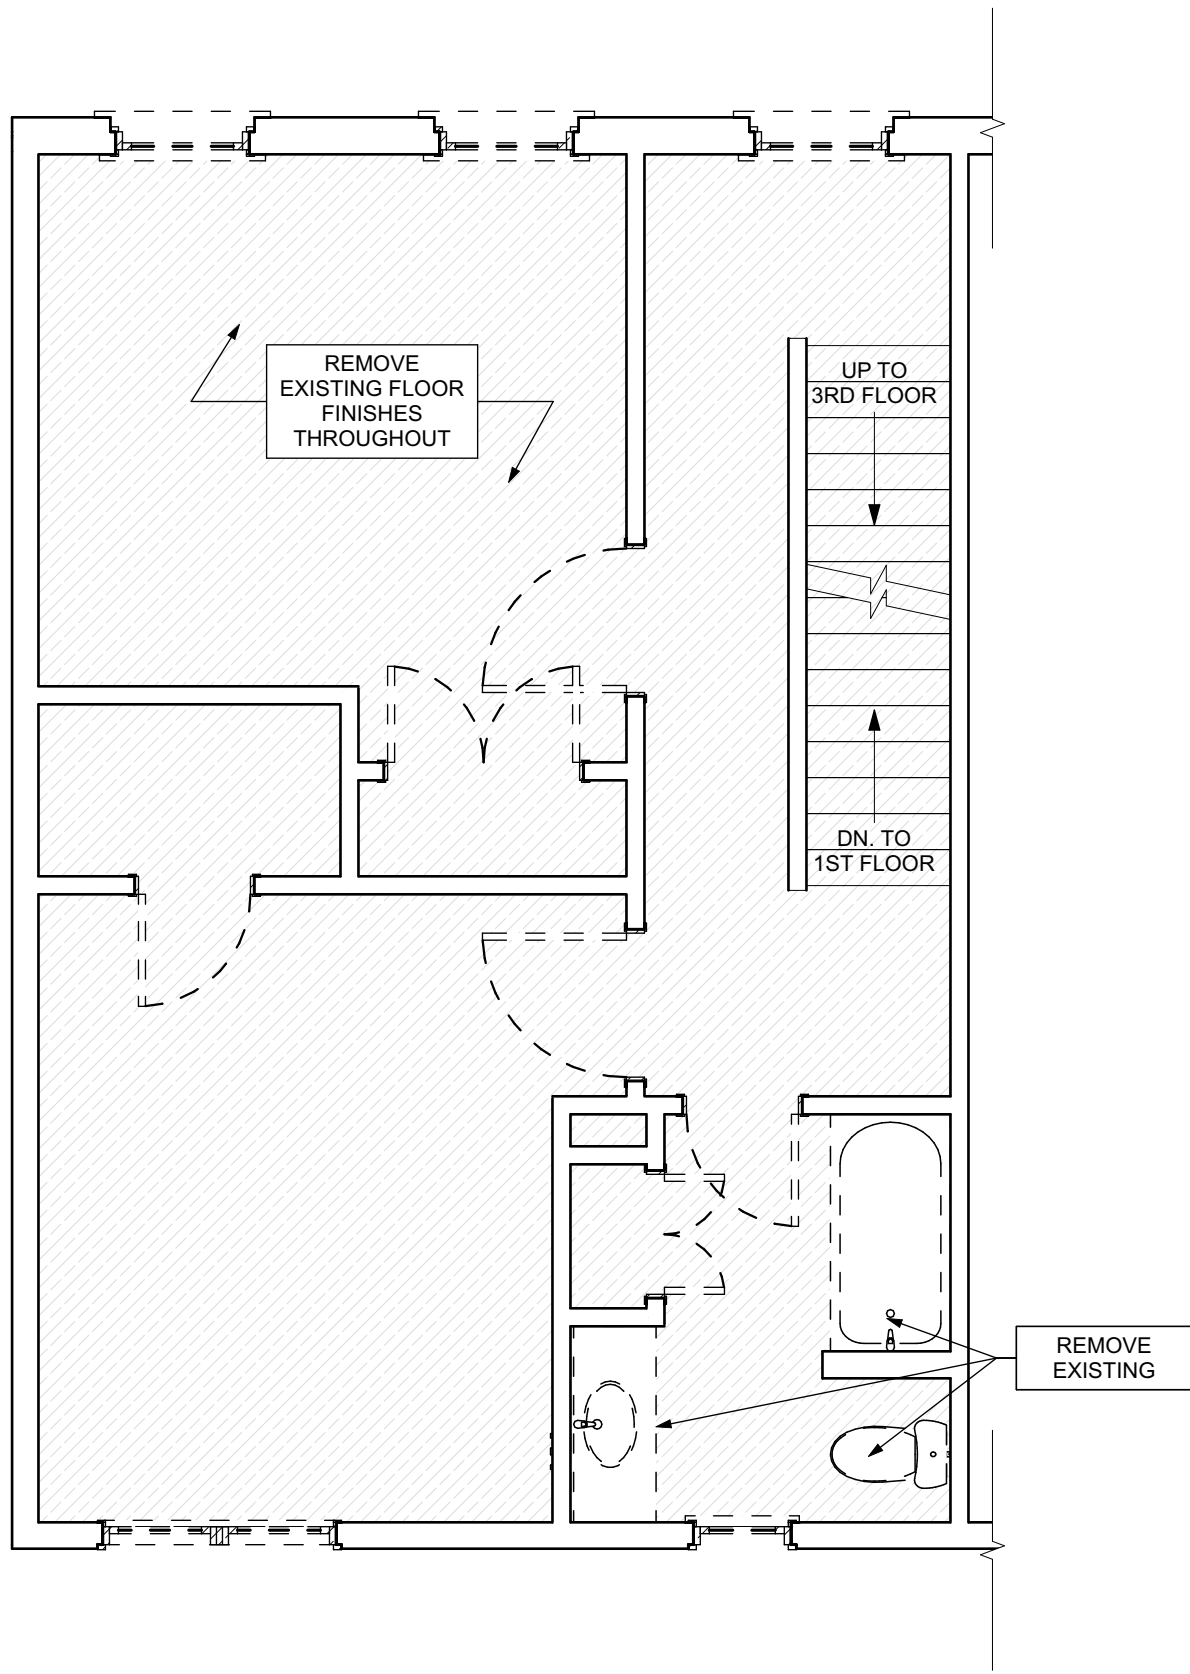 REMOVE
EXISTING FLOOR
FINISHES
THROUGHOUT
UP TO
3RD FLOOR
DN. TO
1ST FLOOR
REMOVE
EXISTING